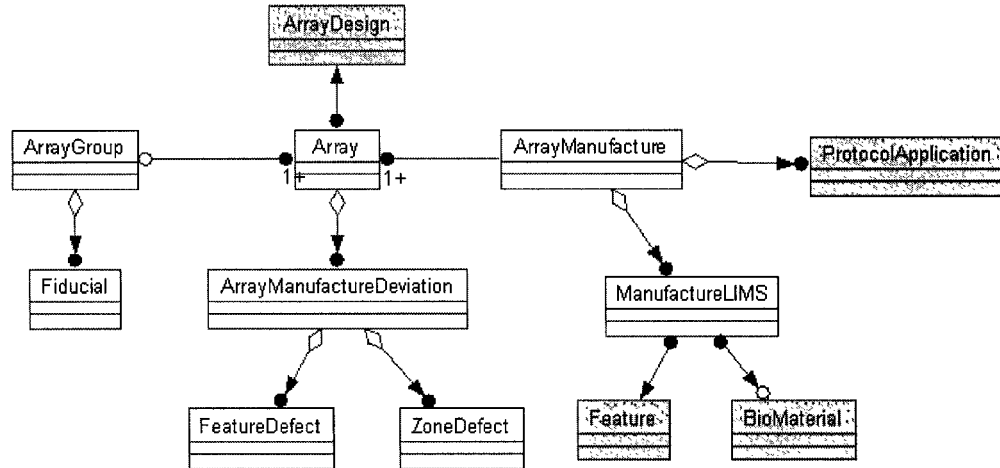 ArrayDesign
ArrayGroup
Array
ArrayManufacture
ProtocolApplication
1+
1+
Fiducial
ArrayManufactureDeviation
ManufactureLIMS
FeatureDefect
ZoneDefect
Feature
BioMaterial